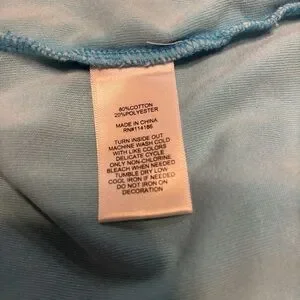 80%COTTON
20%POLYESTER
MADE IN CHINA
RN#114186
TURN INSIDE OUT
MACHINE WASH COLD
WITH LIKE COLORS
DELICATE CYCLE
ONLY NON-CHLORINE
BLEACH WHEN NEEDED
TUMBLE DRY LOW
COOL IRON IF NEEDED
DO NOT IRON ON
DECORATION